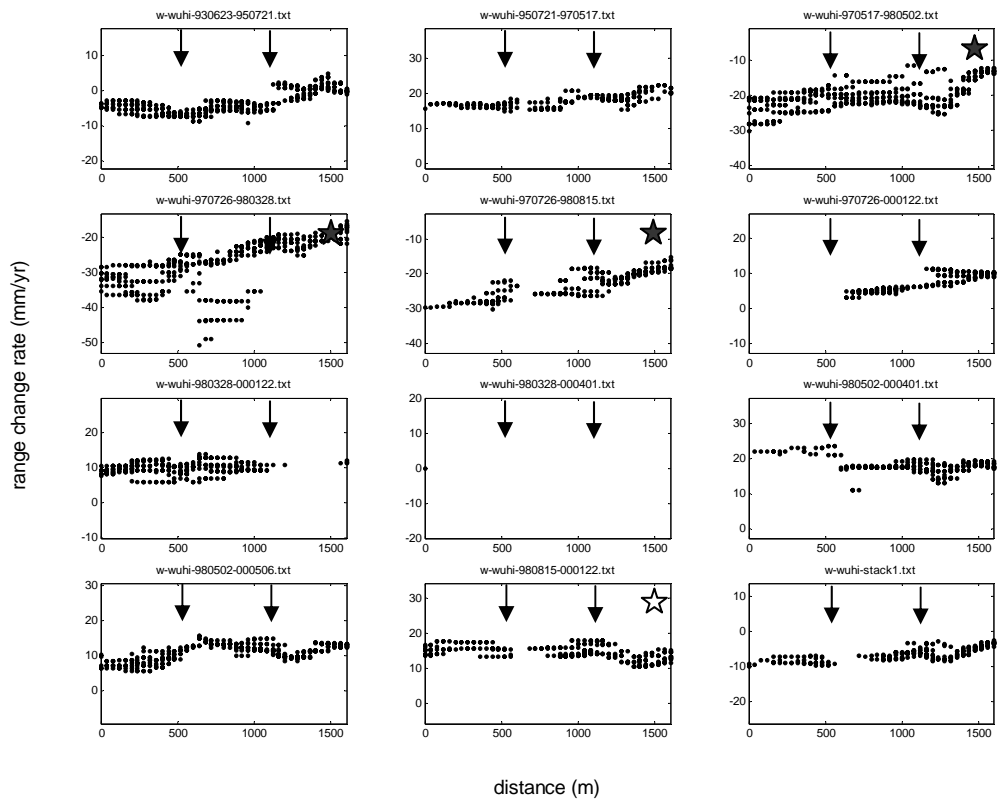 w-wuhi-930623-950721.txt
w-wuhi-950721-970517.txt
w-wuhi-970517-980502.txt
10
0
-10
-20
0 500 1000 1500
30
20
10
0
0 500 1000 1500
-10
-20
-30
-40
0 500 1000 1500
w-wuhi-970726-980328.txt
w-wuhi-970726-980815.txt
w-wuhi-970726-000122.txt
-20
-30
-40
-50
0 500 1000 1500
-10
-20
-30
-40
0 500 1000 1500
20
10
0
-10
0 500 1000 1500
range change rate (mm/yr)
w-wuhi-980328-000122.txt
w-wuhi-980328-000401.txt
w-wuhi-980502-000401.txt
20
10
0
-10
0 500 1000 1500
20
10
0
-10
-20
0 500 1000 1500
30
20
10
0
0 500 1000 1500
w-wuhi-980502-000506.txt
w-wuhi-980815-000122.txt
w-wuhi-stack1.txt
30
20
10
0
0 500 1000 1500
30
20
10
0
0 500 1000 1500
10
0
-10
-20
0 500 1000 1500
distance (m)